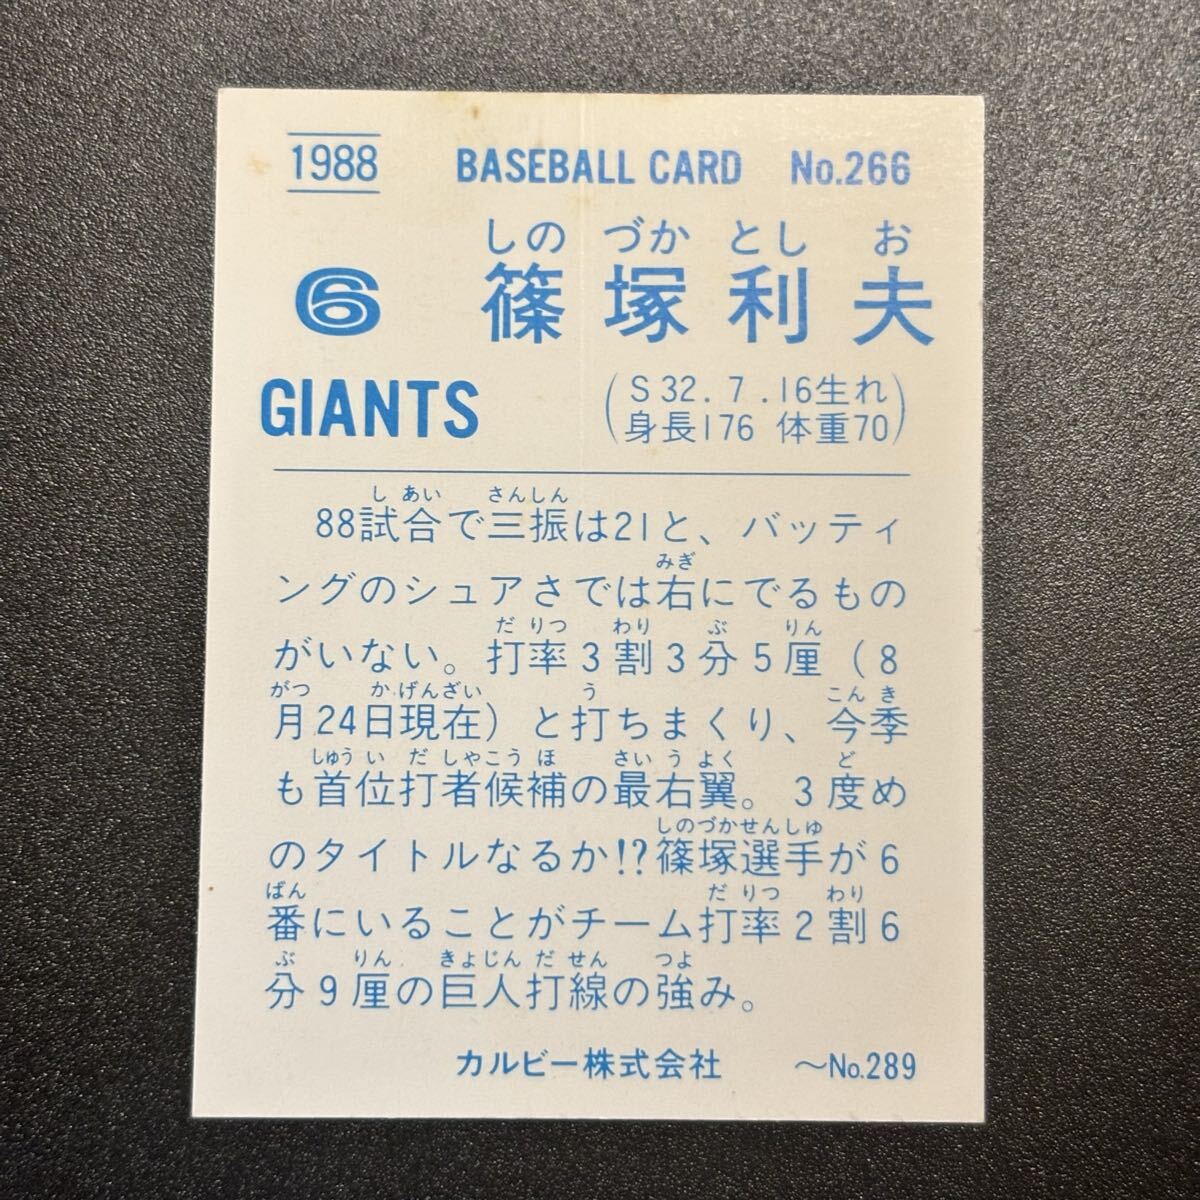 1988 BASEBALL CARD No.266
しの づか とし お
6 篠塚利夫
GIANTS
(S32.7.16生れ
身長176 体重70)
し あい さんしん
88試合で三振は21と、バッティ
みぎ
ングのシュアさでは右にでるもの
だ りつ わり ぶ りん
がいない。打率3割3分5厘(8
がつ か げんざい う こん き
月24日現在)と打ちまくり、今季
しゅう い だ しゃ こう ほ さい う よく ど
も首位打者候補の最右翼。3度め
しのづかせんしゅ
のタイトルなるか!?篠塚選手が6
ばん だ りつ わり
番にいることがチーム打率2割6
ぶ りん きょじん だ せん つよ
分9厘の巨人打線の強み。
カルビー株式会社 〜No.289